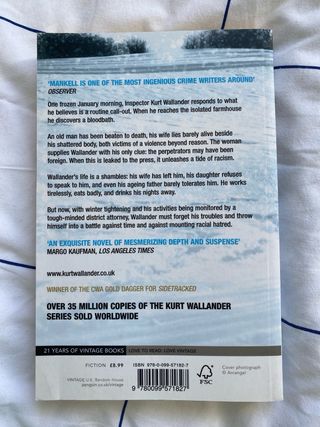 'MANKELL IS ONE OF THE MOST INGENIOUS CRIME WRITERS AROUND'
OBSERVER
One frozen January morning, Inspector Kurt Wallander responds to what
he believes is a routine call-out. When he reaches the isolated farmhouse
he discovers a bloodbath.
An old man has been beaten to death, his wife lies barely alive beside
his shattered body, both victims of a violence beyond reason. The woman
supplies Wallander with his only clue: the perpetrators may have been
foreign. When this is leaked to the press, it unleashes a tide of racism.
Wallander's life is a shambles: his wife has left him, his daughter refuses
to speak to him, and even his ageing father barely tolerates him. He works
tirelessly, eats badly, and drinks his nights away.
But now, with winter tightening and his activities being monitored by a
tough-minded district attorney, Wallander must forget his troubles and throw
himself into a battle against time and against mounting racial hatred.
'AN EXQUISITE NOVEL OF MESMERIZING DEPTH AND SUSPENSE'
MARGO KAUFMAN, LOS ANGELES TIMES
www.kurtwallander.co.uk
WINNER OF THE CWA GOLD DAGGER FOR SIDETRACKED
OVER 35 MILLION COPIES OF THE KURT WALLANDER
SERIES SOLD WORLDWIDE
21 YEARS OF VINTAGE BOOKS LOVE TO READ: LOVE VINTAGE
FICTION £8.99 ISBN 978-0-099-57182-7
VINTAGE U.K. Random House
penguin.co.uk/vintage
9 780099 571827
FSC
Cover photograph
© Arcangel